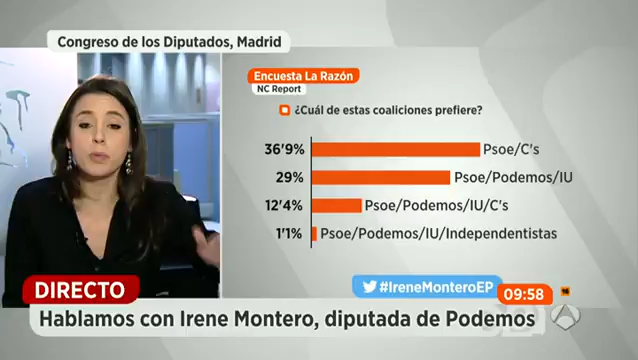 Congreso de los Diputados, Madrid
Encuesta La Razón
NC Report
¿Cuál de estas coaliciones prefiere?
36'9% Psoe/C's
29% Psoe/Podemos/IU
12'4% Psoe/Podemos/IU/C's
1'1% Psoe/Podemos/IU/Independentistas
#IreneMonteroEP
DIRECTO
09:58
Hablamos con Irene Montero, diputada de Podemos